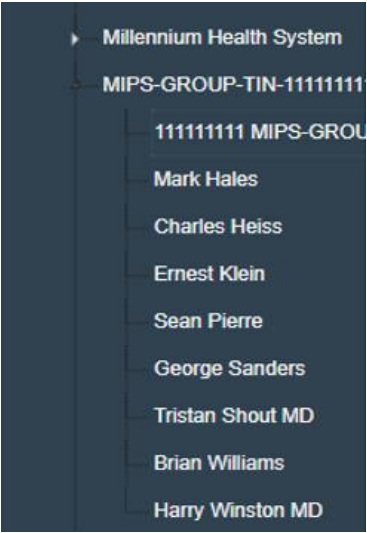 Millennium Health System
MIPS-GROUP-TIN-111111111
111111111 MIPS-GROU
Mark Hales
Charles Heiss
Ernest Klein
Sean Pierre
George Sanders
Tristan Shout MD
Brian Williams
Harry Winston MD